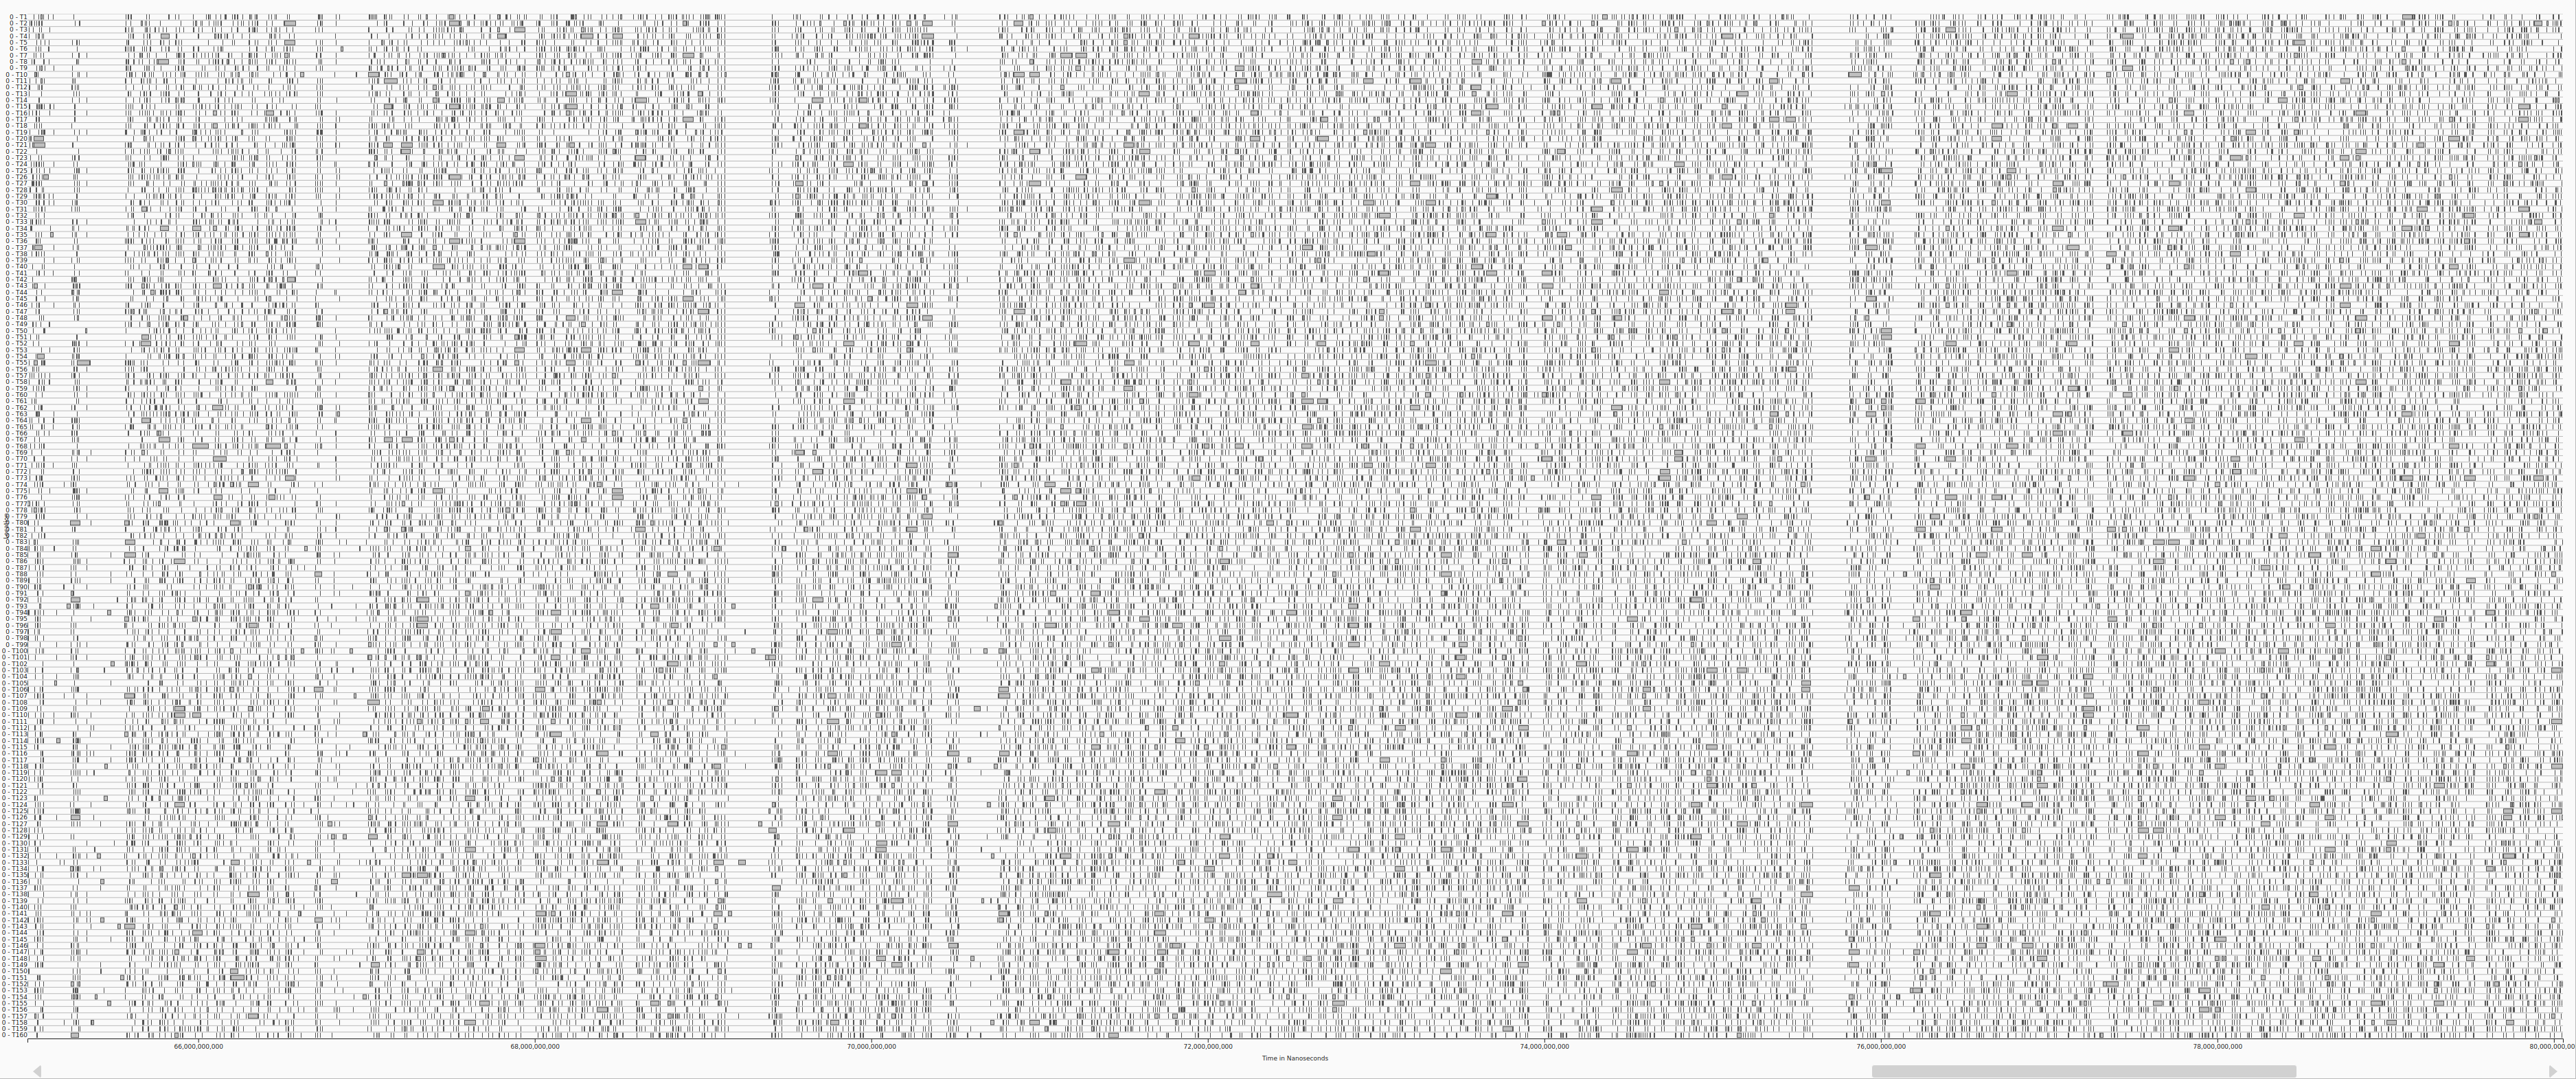 0 - T1
0 - T2
0 - T3
0 - T4
0 - T5
0 - T6
0 - T7
0 - T8
0 - T9
0 - T10
0 - T11
0 - T12
0 - T13
0 - T14
0 - T15
0 - T16
0 - T17
0 - T18
0 - T19
0 - T20
0 - T21
0 - T22
0 - T23
0 - T24
0 - T25
0 - T26
0 - T27
0 - T28
0 - T29
0 - T30
0 - T31
0 - T32
0 - T33
0 - T34
0 - T35
0 - T36
0 - T37
0 - T38
0 - T39
0 - T40
0 - T41
0 - T42
0 - T43
0 - T44
0 - T45
0 - T46
0 - T47
0 - T48
0 - T49
0 - T50
0 - T51
0 - T52
0 - T53
0 - T54
0 - T55
0 - T56
0 - T57
0 - T58
0 - T59
0 - T60
0 - T61
0 - T62
0 - T63
0 - T64
0 - T65
0 - T66
0 - T67
0 - T68
0 - T69
0 - T70
0 - T71
0 - T72
0 - T73
0 - T74
0 - T75
0 - T76
0 - T77
0 - T78
0 - T79
0 - T80
0 - T81
0 - T82
0 - T83
0 - T84
0 - T85
0 - T86
0 - T87
0 - T88
0 - T89
0 - T90
0 - T91
0 - T92
0 - T93
0 - T94
0 - T95
0 - T96
0 - T97
0 - T98
0 - T99
0 - T100
0 - T101
0 - T102
0 - T103
0 - T104
0 - T105
0 - T106
0 - T107
0 - T108
0 - T109
0 - T110
0 - T111
0 - T112
0 - T113
0 - T114
0 - T115
0 - T116
0 - T117
0 - T118
0 - T119
0 - T120
0 - T121
0 - T122
0 - T123
0 - T124
0 - T125
0 - T126
0 - T127
0 - T128
0 - T129
0 - T130
0 - T131
0 - T132
0 - T133
0 - T134
0 - T135
0 - T136
0 - T137
0 - T138
0 - T139
0 - T140
0 - T141
0 - T142
0 - T143
0 - T144
0 - T145
0 - T146
0 - T147
0 - T148
0 - T149
0 - T150
0 - T151
0 - T152
0 - T153
0 - T154
0 - T155
0 - T156
0 - T157
0 - T158
0 - T159
0 - T160
66,000,000,000 68,000,000,000 70,000,000,000 72,000,000,000 74,000,000,000 76,000,000,000 78,000,000,000 80,000,000,00
Time in Nanoseconds